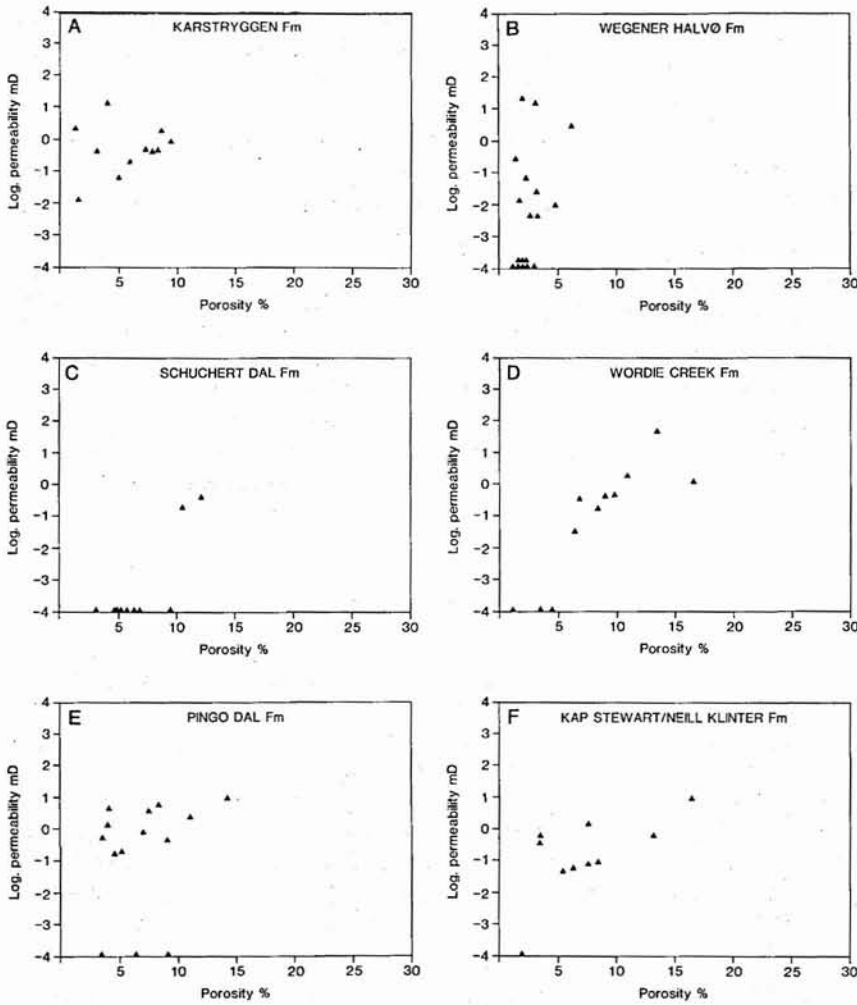 A
KARSTRYGGEN Fm
Log. permeability mD
4
3
2
1
0
−1
−2
−3
−4
5 10 15 20 25 30
Porosity %
B
WEGENER HALVØ Fm
Log. permeability mD
4
3
2
1
0
−1
−2
−3
−4
5 10 15 20 25 30
Porosity %
C
SCHUCHERT DAL Fm
Log. permeability mD
4
3
2
1
0
−1
−2
−3
−4
5 10 15 20 25 30
Porosity %
D
WORDIE CREEK Fm
Log. permeability mD
4
3
2
1
0
−1
−2
−3
−4
5 10 15 20 25 30
Porosity %
E
PINGO DAL Fm
Log. permeability mD
4
3
2
1
0
−1
−2
−3
−4
5 10 15 20 25 30
Porosity %
F
KAP STEWART/NEILL KLINTER Fm
Log. permeability mD
4
3
2
1
0
−1
−2
−3
−4
5 10 15 20 25 30
Porosity %